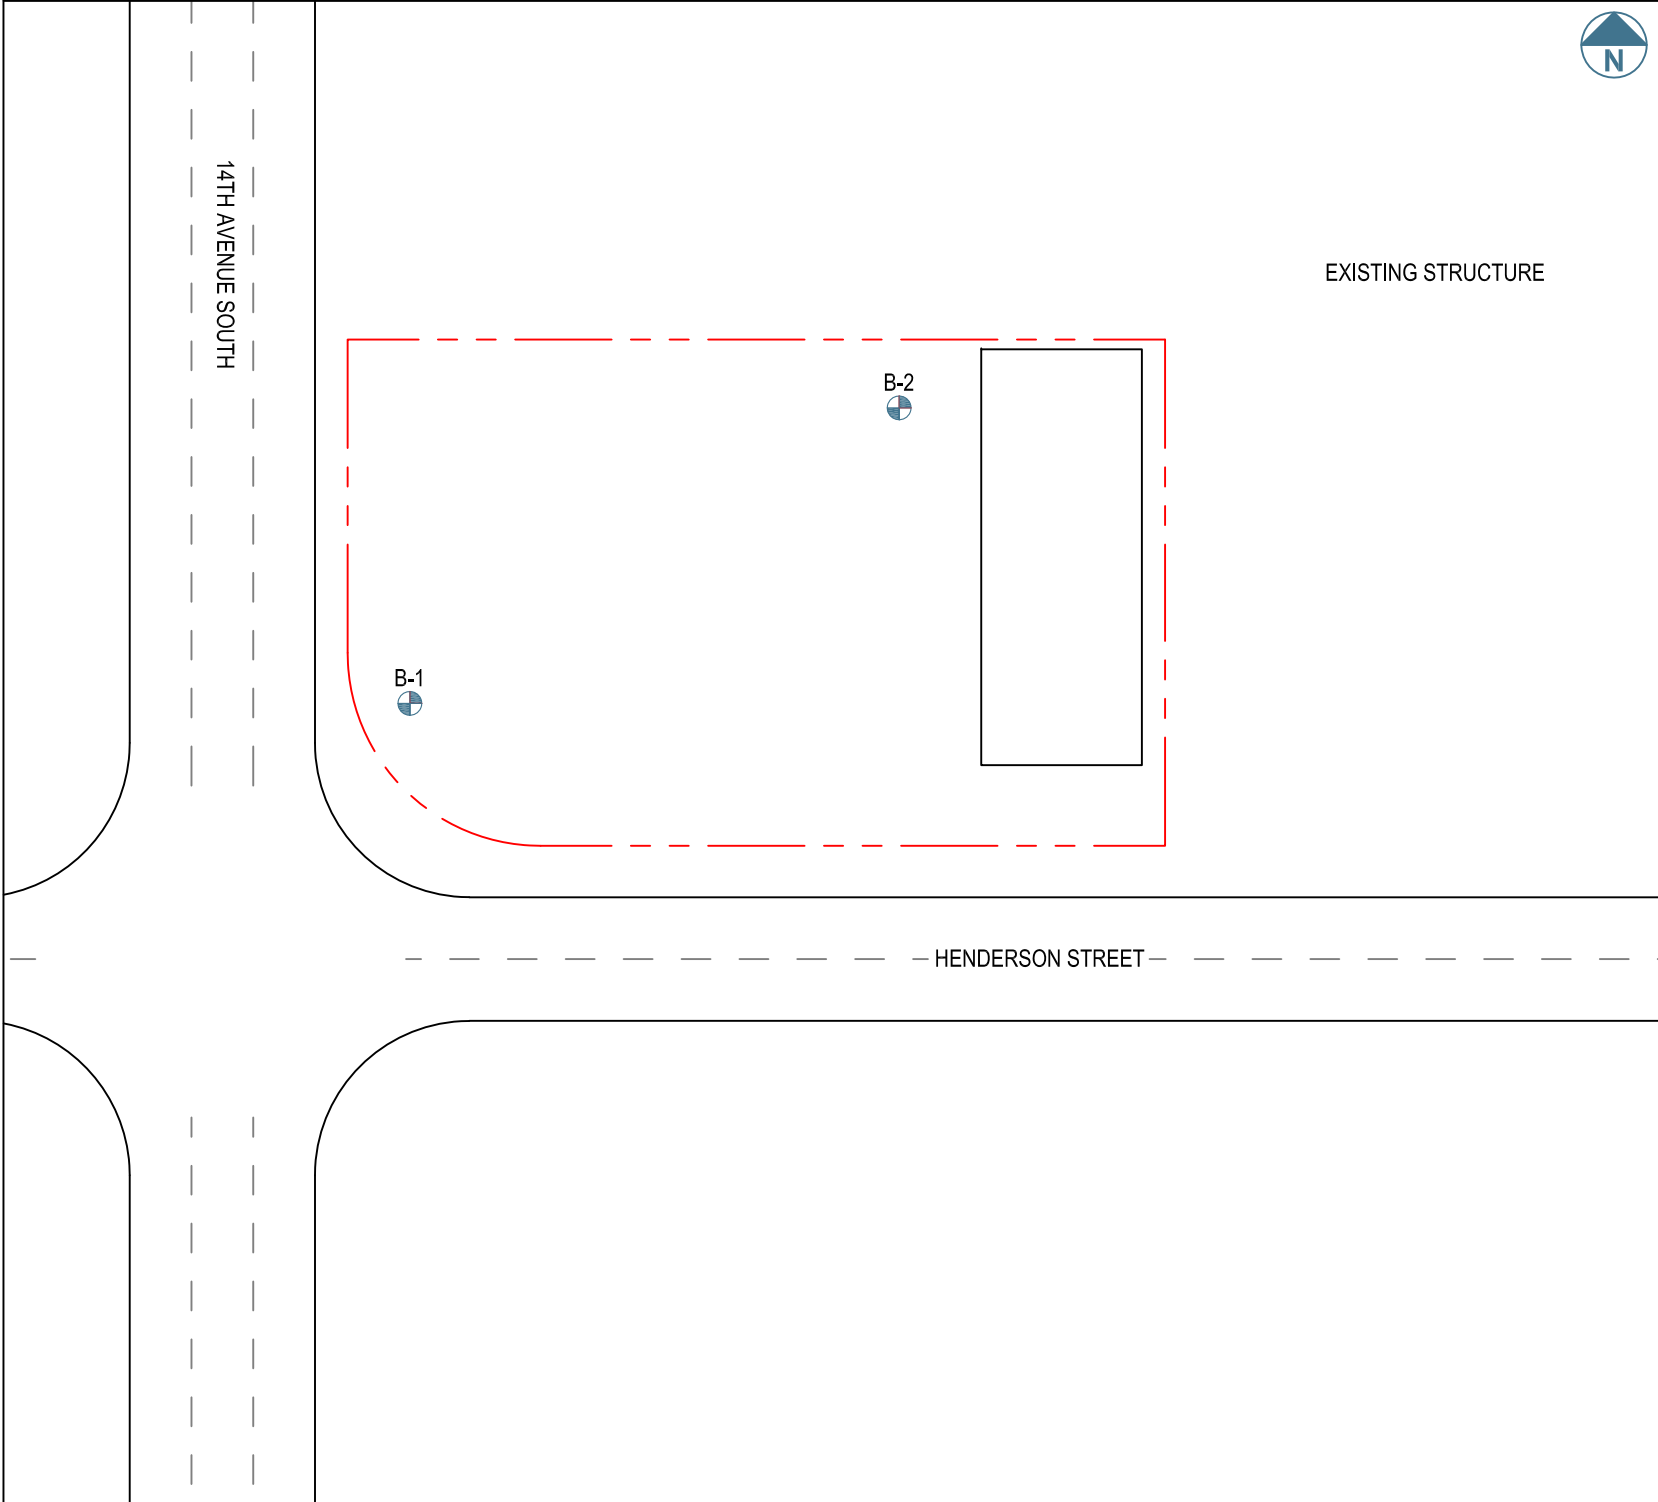 N
14TH AVENUE SOUTH
EXISTING STRUCTURE
B-2
B-1
HENDERSON STREET